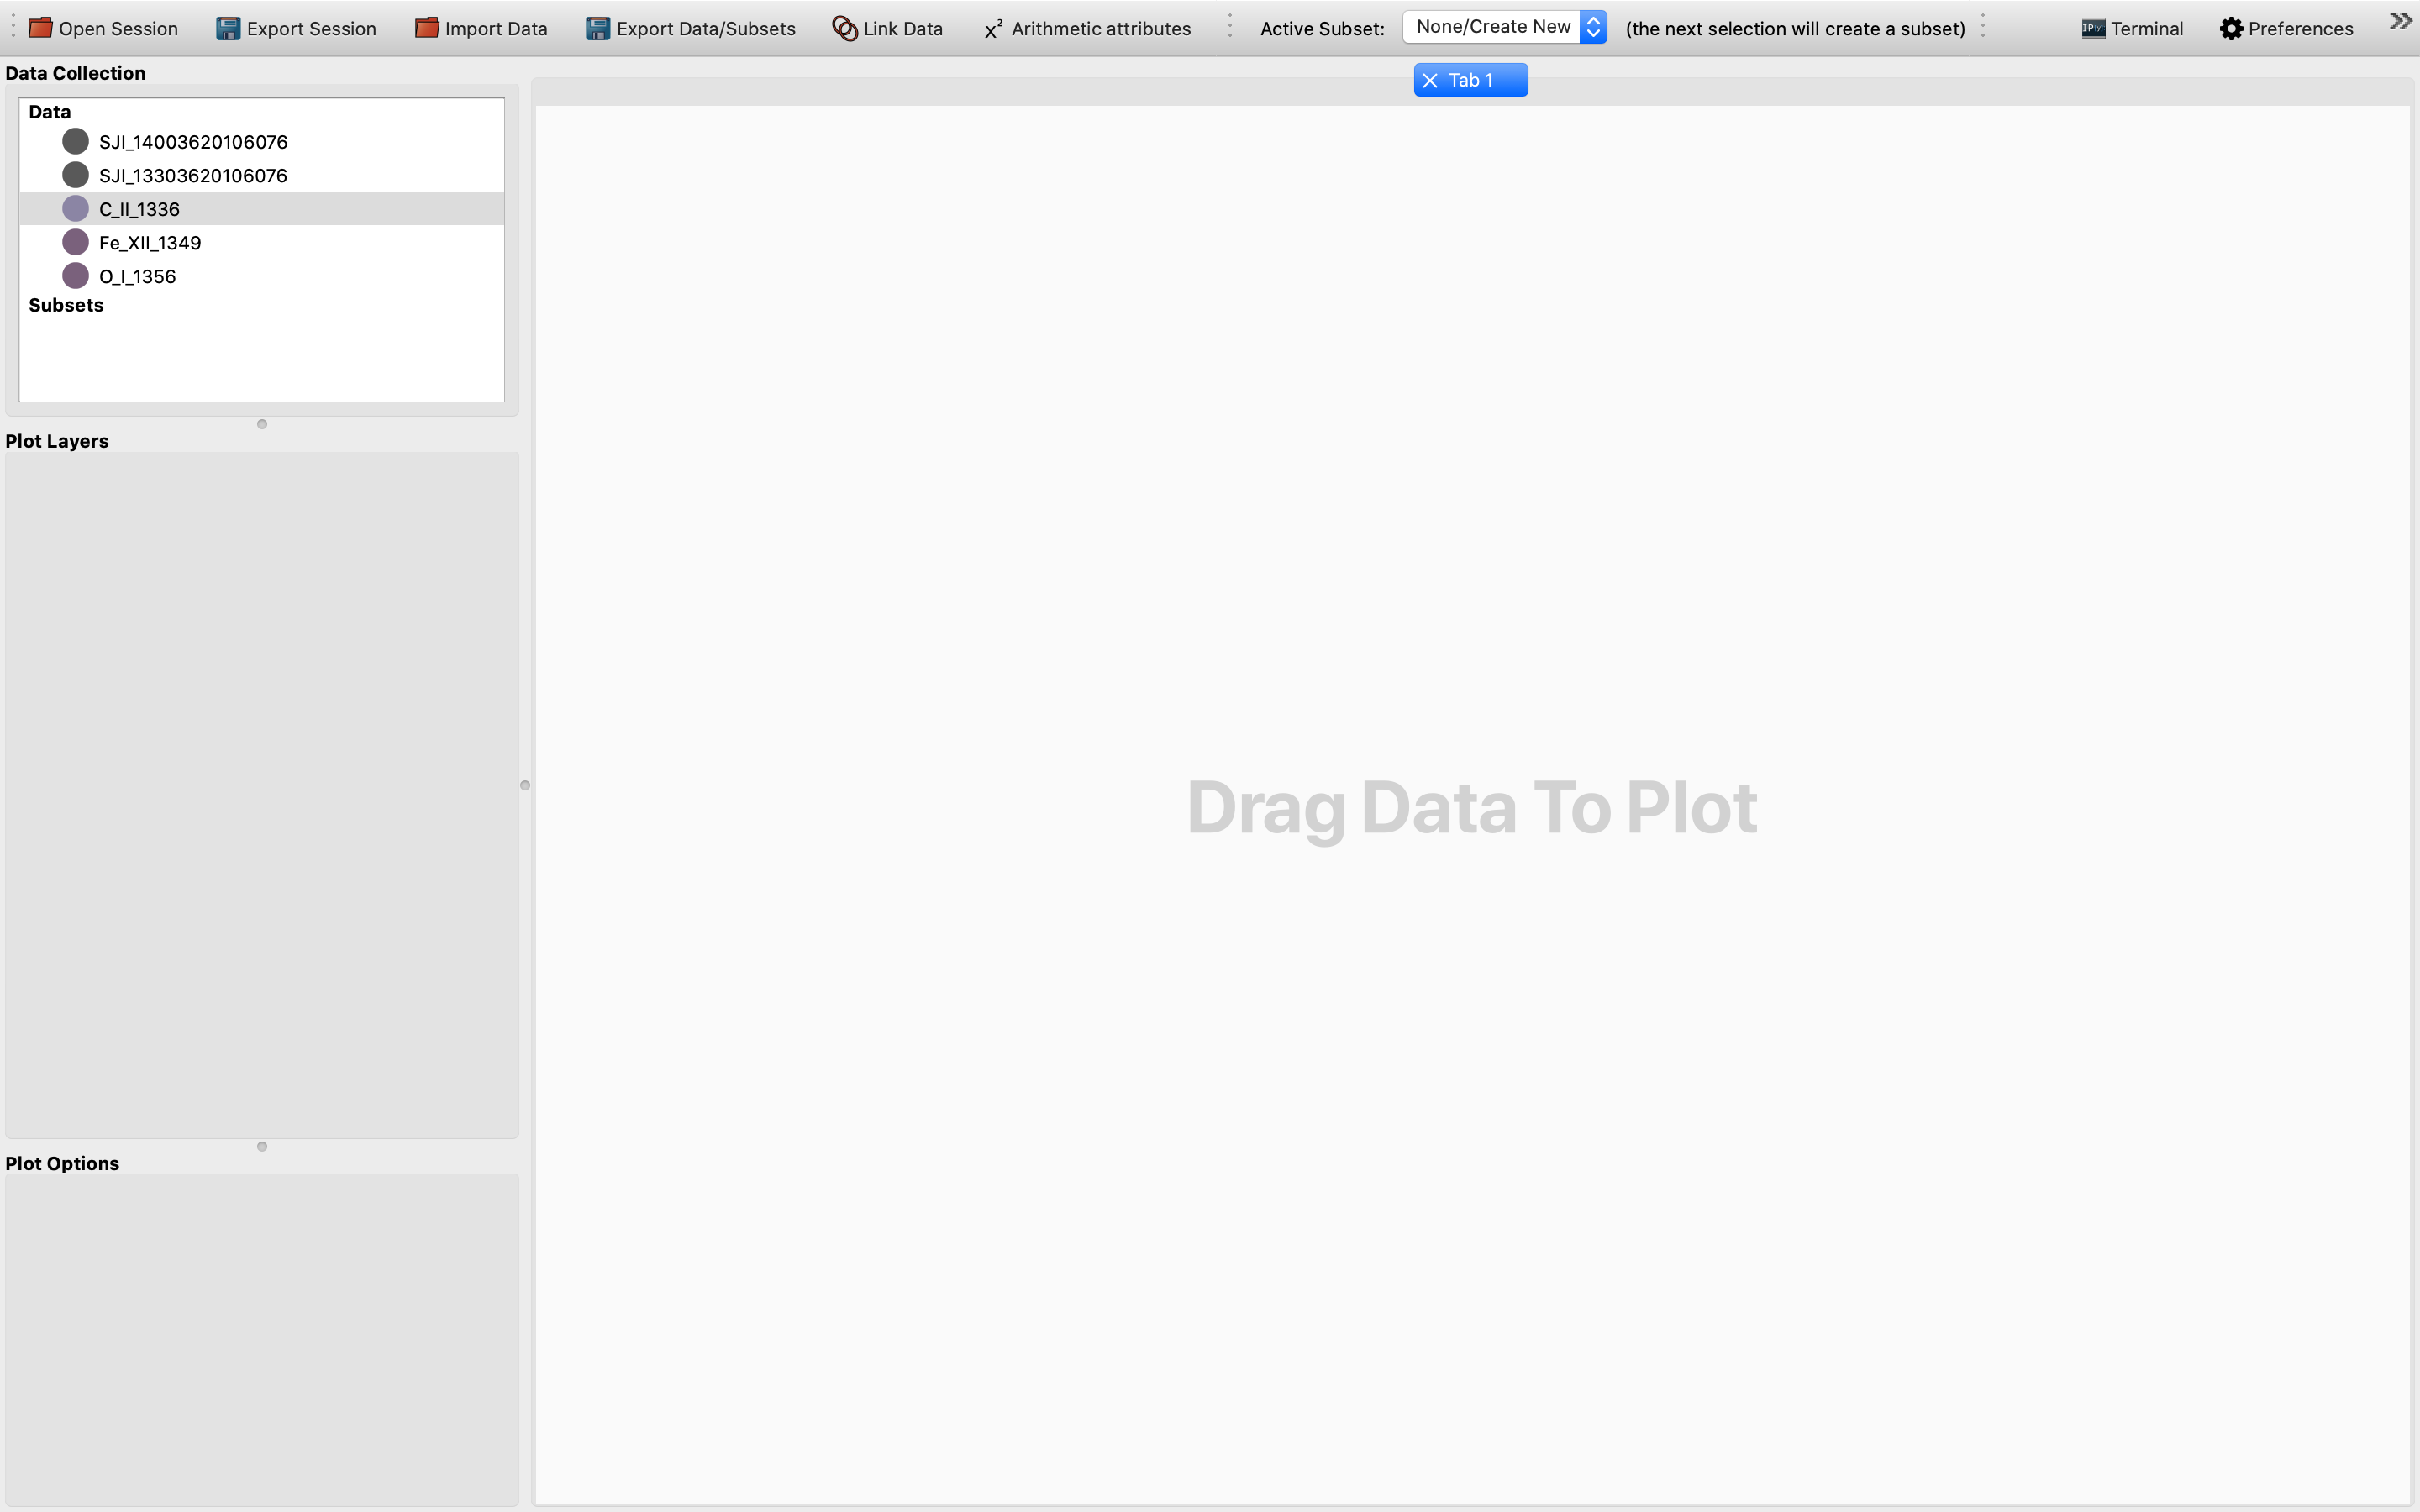 Open Session Export Session Import Data Export Data/Subsets Link Data x² Arithmetic attributes Active Subset: None/Create New (the next selection will create a subset) Terminal Preferences
Data Collection
Tab 1
Data
SJI_14003620106076
SJI_13303620106076
C_II_1336
Fe_XII_1349
O_I_1356
Subsets
Plot Layers
Drag Data To Plot
Plot Options